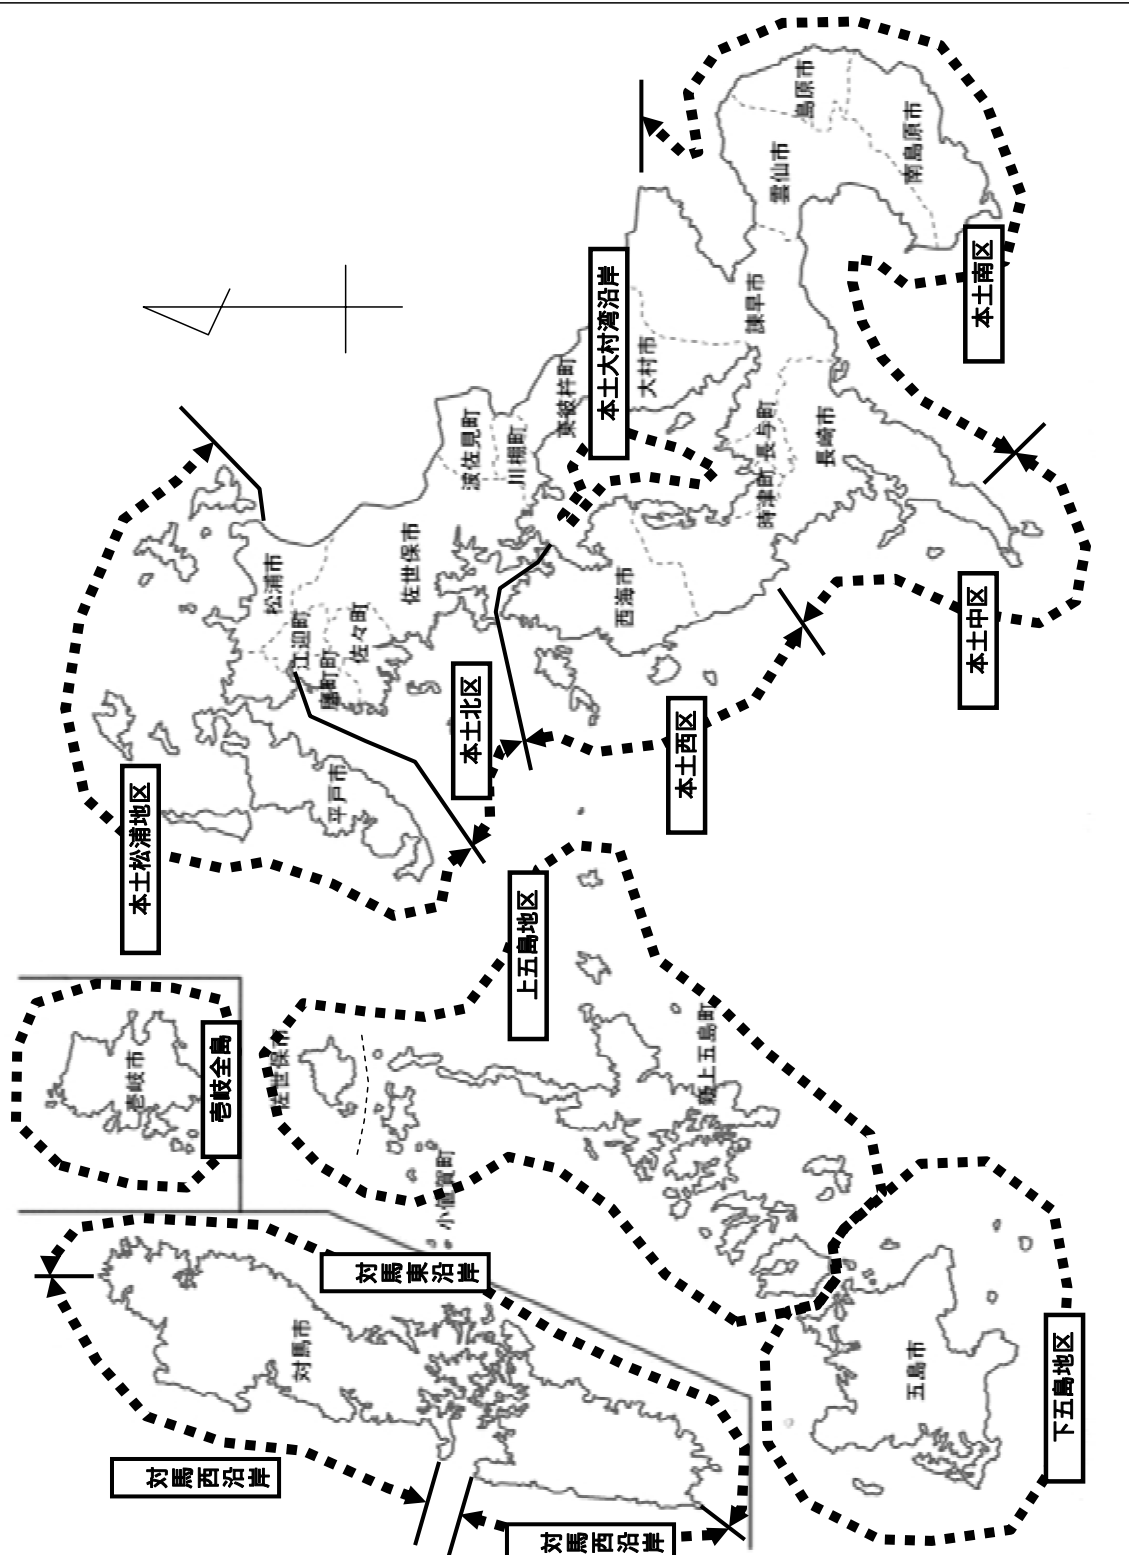 島原市
南島原市
雲仙市
本土南区
本土大村湾沿岸
諫早市
大村市
東彼杵町
波佐見町
川棚町
長与町
時津町
長崎市
佐世保市
西海市
松浦市
江迎町
鹿町町
佐々町
本土中区
本土北区
本土西区
平戸市
本土松浦地区
上五島地区
壱岐市
壱岐全島
佐世保市
新上五島町
小値賀町
対馬東沿岸
対馬市
五島市
下五島地区
対馬西沿岸
対馬西沿岸